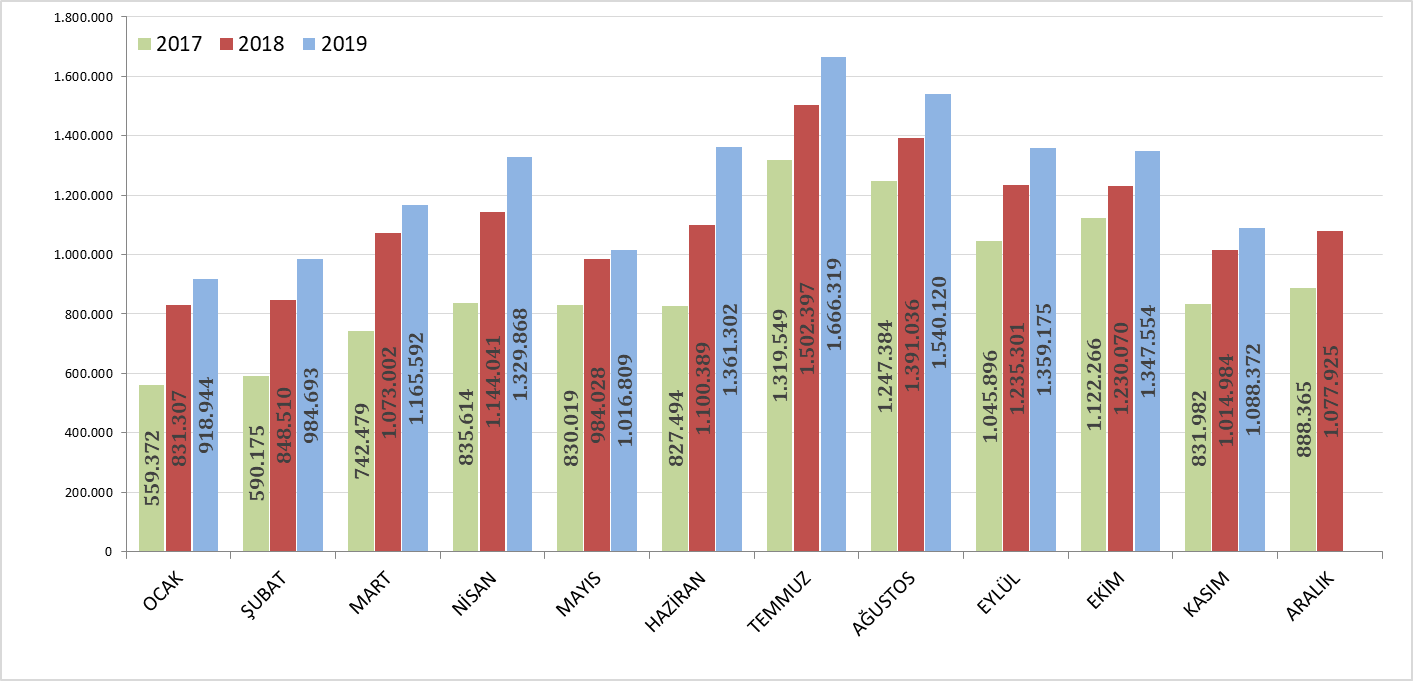 1.800.000
1.600.000
1.400.000
1.200.000
1.000.000
800.000
600.000
400.000
200.000
0
2017 2018 2019
559.372 831.307 918.944
590.175 848.510 984.693
742.479 1.073.002 1.165.592
835.614 1.144.041 1.329.868
830.019 984.028 1.016.809
827.494 1.100.389 1.361.302
1.319.549 1.502.397 1.666.319
1.247.384 1.391.036 1.540.120
1.045.896 1.235.301 1.359.175
1.122.266 1.230.070 1.347.554
831.982 1.014.984 1.088.372
888.365 1.077.925
OCAK ŞUBAT MART NİSAN MAYIS HAZİRAN TEMMUZ AĞUSTOS EYLÜL EKİM KASIM ARALIK